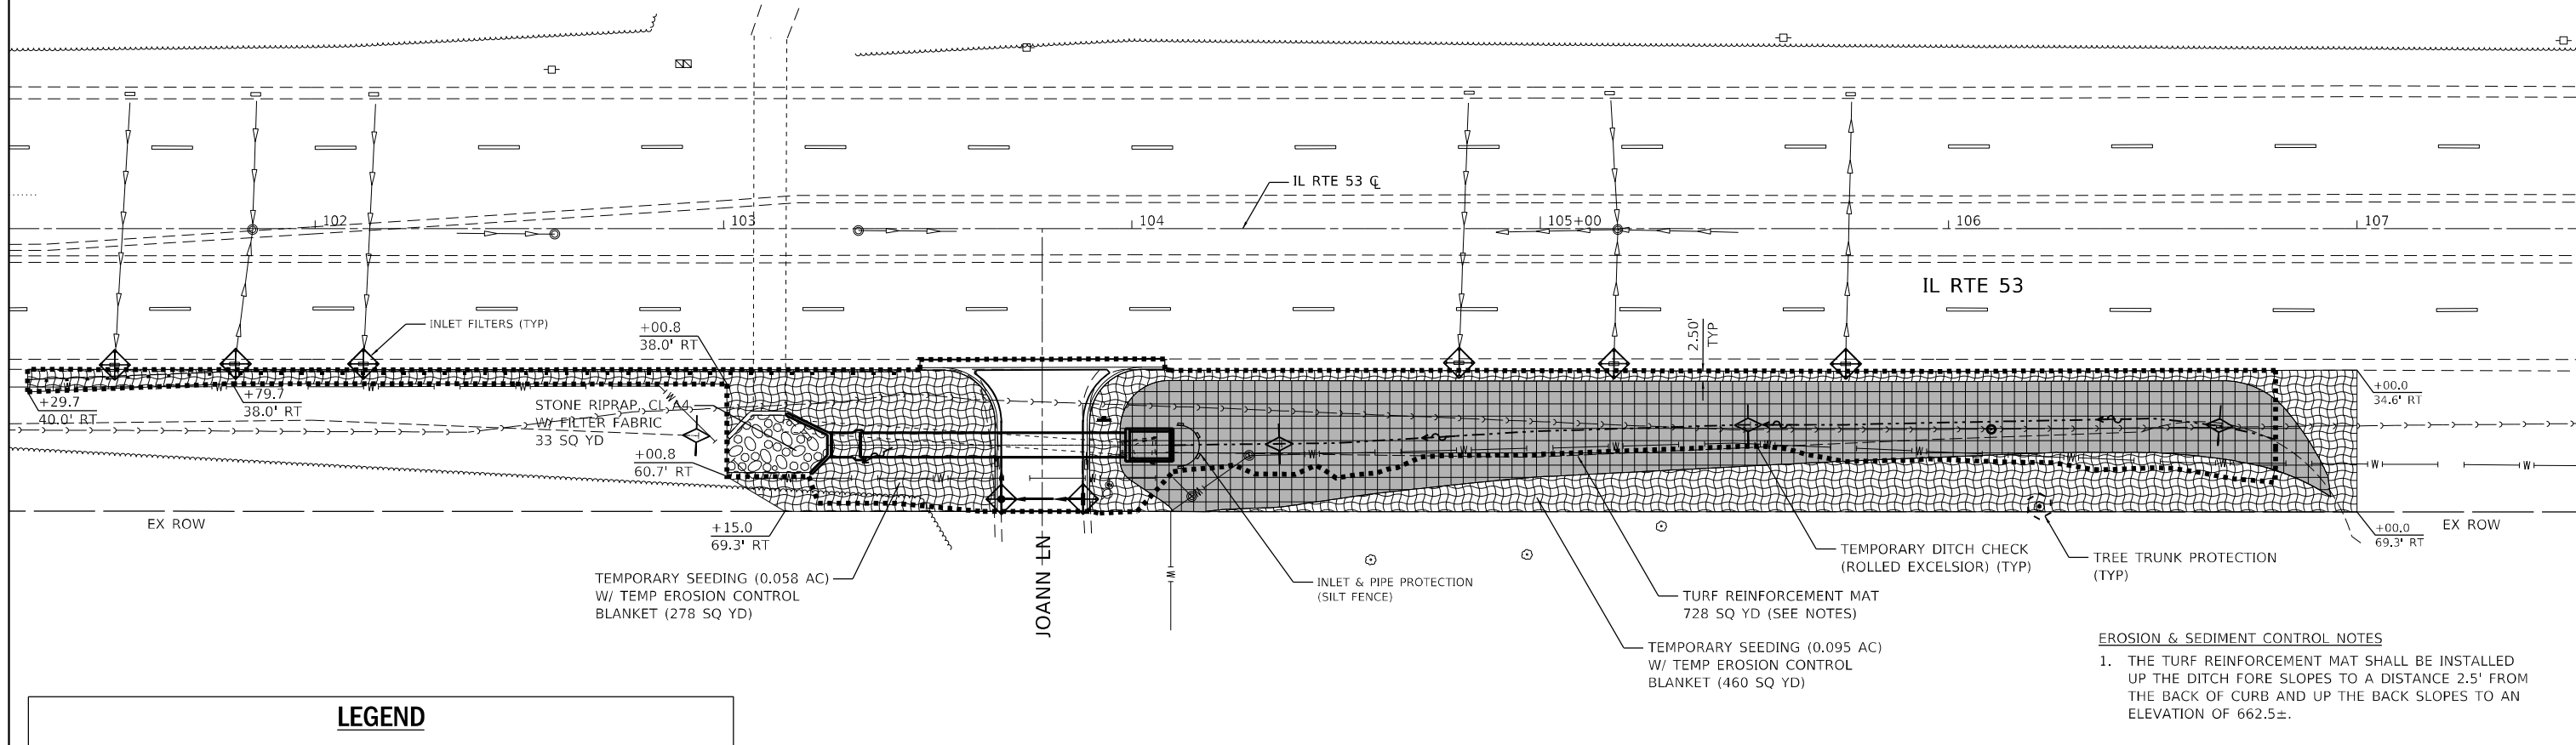 IL RTE 53 ℄
102
103
104
105+00
106
107
IL RTE 53
INLET FILTERS (TYP)
+00.8
38.0' RT
2.50'
TYP
+29.7
40.0' RT
+79.7
38.0' RT
STONE RIPRAP, CL A4
W/ FILTER FABRIC
33 SQ YD
+00.8
60.7' RT
+00.0
34.6' RT
EX ROW
+15.0
69.3' RT
EX ROW
+00.0
69.3' RT
JOANN LN
TEMPORARY SEEDING (0.058 AC)
W/ TEMP EROSION CONTROL
BLANKET (278 SQ YD)
INLET & PIPE PROTECTION
(SILT FENCE)
TEMPORARY DITCH CHECK
(ROLLED EXCELSIOR) (TYP)
TREE TRUNK PROTECTION
(TYP)
TURF REINFORCEMENT MAT
728 SQ YD (SEE NOTES)
TEMPORARY SEEDING (0.095 AC)
W/ TEMP EROSION CONTROL
BLANKET (460 SQ YD)
EROSION & SEDIMENT CONTROL NOTES
1. THE TURF REINFORCEMENT MAT SHALL BE INSTALLED
UP THE DITCH FORE SLOPES TO A DISTANCE 2.5' FROM
THE BACK OF CURB AND UP THE BACK SLOPES TO AN
ELEVATION OF 662.5±.
LEGEND